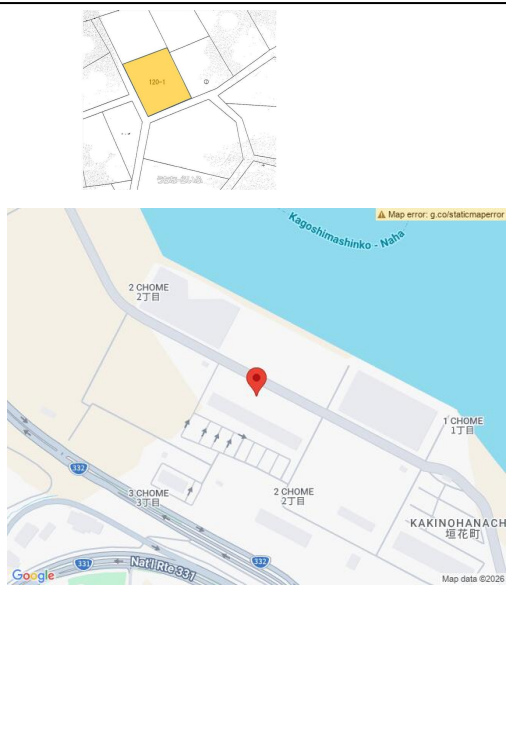 120-1
Kagoshimashinko - Naha
Map error: g.co/staticmaperror
2 CHOME
2丁目
1 CHOME
1丁目
332
3 CHOME
3丁目
2 CHOME
2丁目
KAKINOHANACH
垣花町
331
Nat'l Rte 331
332
Google
Map data ©2026